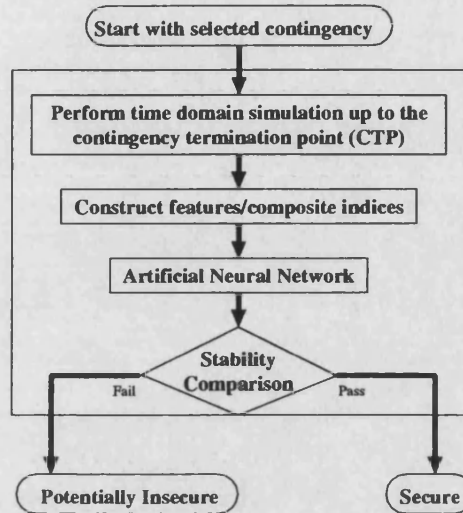 Start with selected contingency
Perform time domain simulation up to the
contingency termination point (CTP)
Construct features/composite indices
Artificial Neural Network
Stability
Comparison
Fail
Pass
Potentially Insecure
Secure